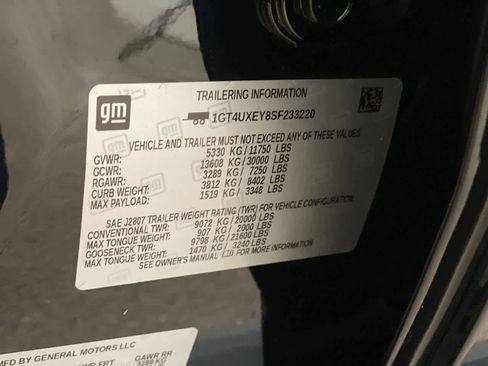 gm
TRAILERING INFORMATION
1GT4UXEY8SF233220
VEHICLE AND TRAILER MUST NOT EXCEED ANY OF THESE VALUES.
GVWR: 5330 KG/11750 LBS
GCWR: 13608 KG/30000 LBS
RGAWR: 3289 KG/ 7250 LBS
CURB WEIGHT: 3812 KG/ 8402 LBS
MAX PAYLOAD: 1519 KG/ 3348 LBS
SAE J2807 TRAILER WEIGHT RATING (TWR) FOR VEHICLE CONFIGURATION.
CONVENTIONAL TWR: 9072 KG/20000 LBS
MAX TONGUE WEIGHT: 907 KG/ 2000 LBS
GOOSENECK TWR: 9798 KG/21600 LBS
MAX TONGUE WEIGHT: 1470 KG/ 3240 LBS
SEE OWNER'S MANUAL FOR MORE INFORMATION
MFD BY GENERAL MOTORS LLC
GAWR FRT GAWR RR
3289 KG